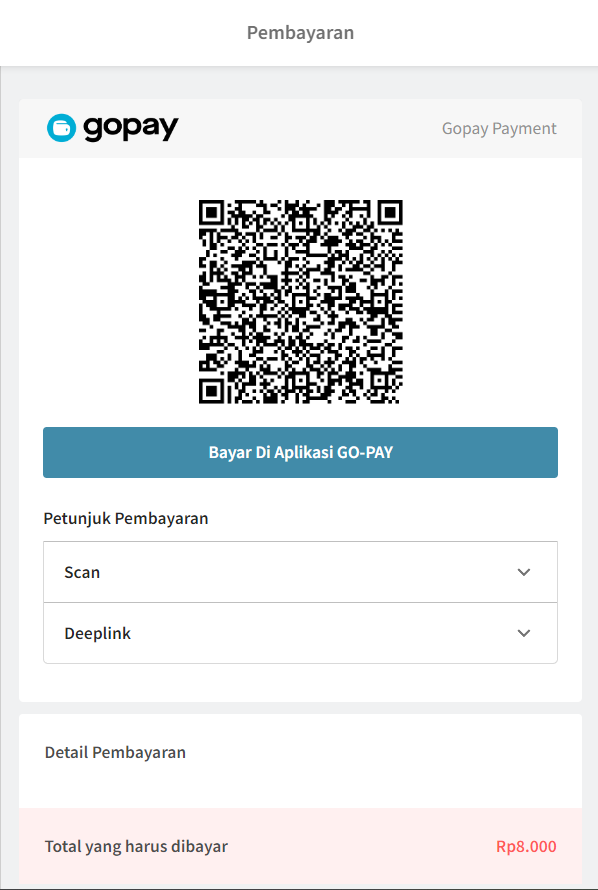 Pembayaran
gopay
Gopay Payment
Bayar Di Aplikasi GO-PAY
Petunjuk Pembayaran
Scan
Deeplink
Detail Pembayaran
Total yang harus dibayar
Rp8.000